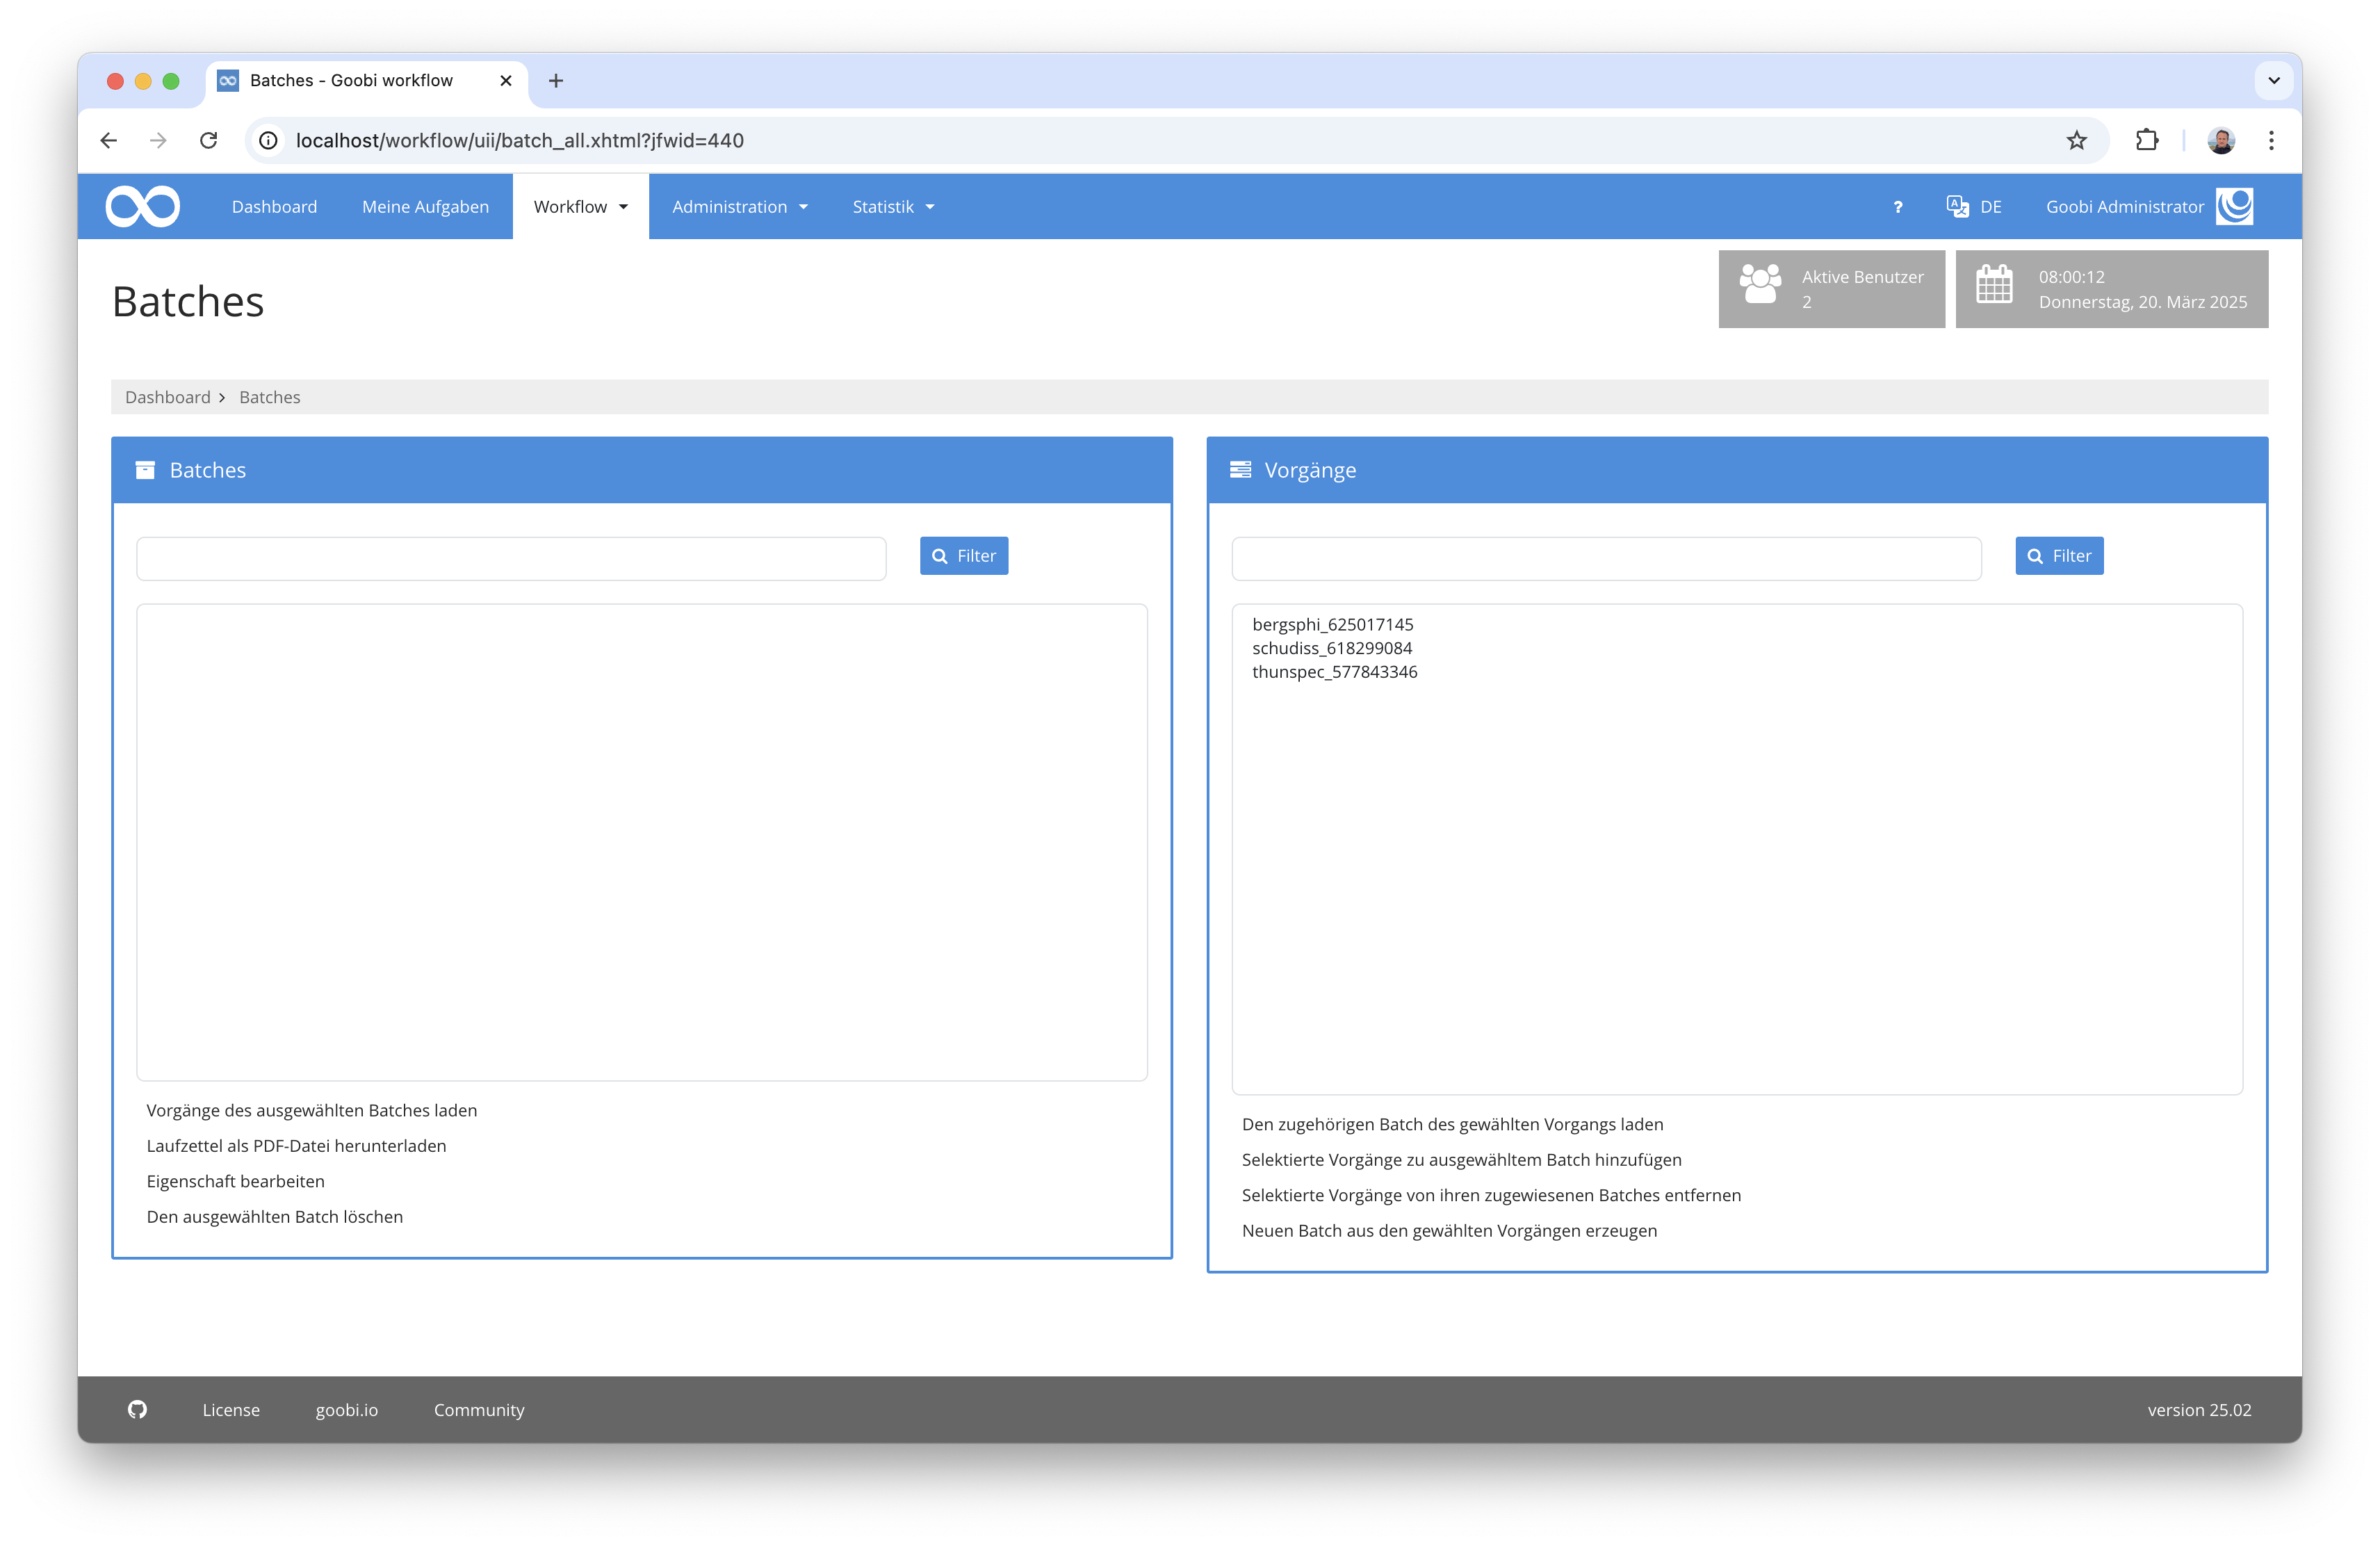 Batches - Goobi workflow
localhost/workflow/uii/batch_all.xhtml?jfwid=440
Dashboard Meine Aufgaben Workflow Administration Statistik ? DE Goobi Administrator
Batches
Aktive Benutzer
2
08:00:12
Donnerstag, 20. März 2025
Dashboard > Batches
Batches
Filter
Vorgänge des ausgewählten Batches laden
Laufzettel als PDF-Datei herunterladen
Eigenschaft bearbeiten
Den ausgewählten Batch löschen
Vorgänge
Filter
bergsphi_625017145
schudiss_618299084
thunspec_577843346
Den zugehörigen Batch des gewählten Vorgangs laden
Selektierte Vorgänge zu ausgewähltem Batch hinzufügen
Selektierte Vorgänge von ihren zugewiesenen Batches entfernen
Neuen Batch aus den gewählten Vorgängen erzeugen
License goobi.io Community version 25.02